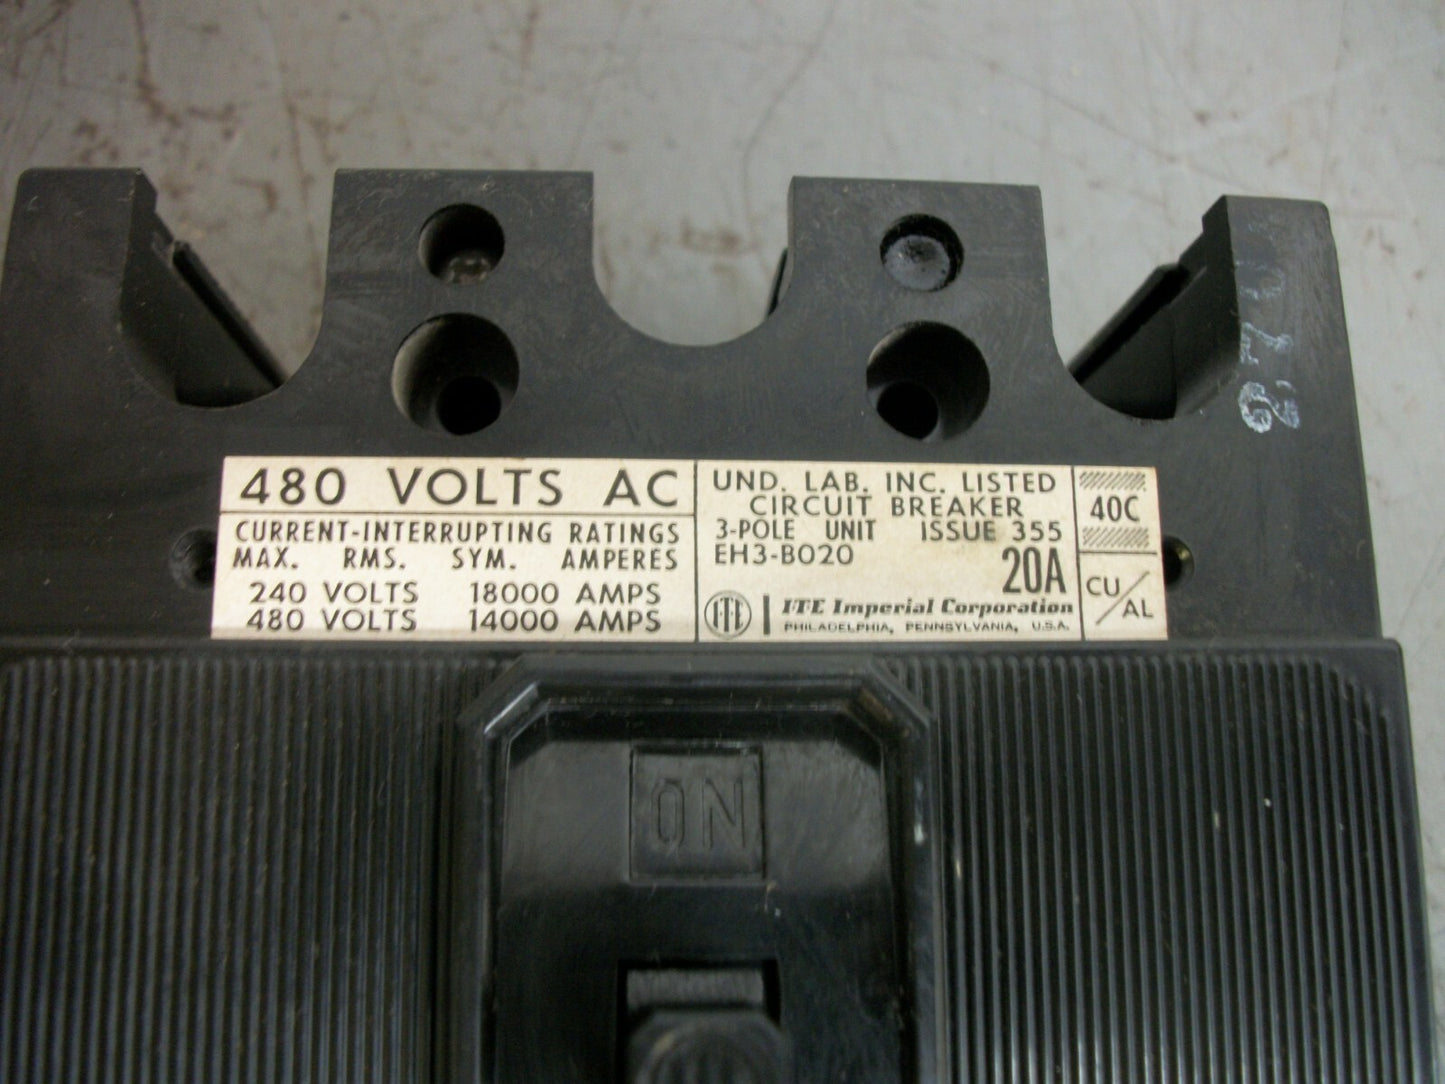 480 VOLTS AC
CURRENT-INTERRUPTING RATINGS
MAX. RMS. SYM. AMPERES
240 VOLTS 18000 AMPS
480 VOLTS 14000 AMPS
UND. LAB. INC. LISTED
CIRCUIT BREAKER
3-POLE UNIT ISSUE 355
EH3-B020
20A
I-T-E
I-T-E Imperial Corporation
PHILADELPHIA, PENNSYLVANIA, U.S.A.
40C
CU/AL
ON